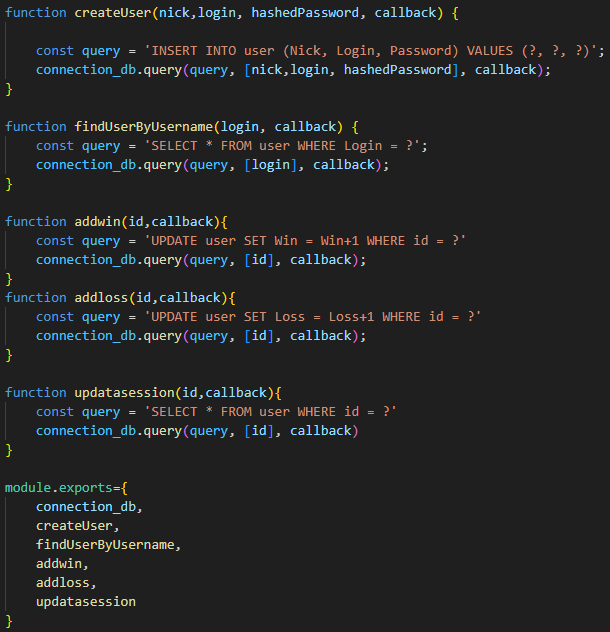 function createUser(nick,login, hashedPassword, callback) {
const query = 'INSERT INTO user (Nick, Login, Password) VALUES (?, ?, ?)';
connection_db.query(query, [nick,login, hashedPassword], callback);
}
function findUserByUsername(login, callback) {
const query = 'SELECT * FROM user WHERE Login = ?';
connection_db.query(query, [login], callback);
}
function addwin(id,callback){
const query = 'UPDATE user SET Win = Win+1 WHERE id = ?'
connection_db.query(query, [id], callback);
}
function addloss(id,callback){
const query = 'UPDATE user SET Loss = Loss+1 WHERE id = ?'
connection_db.query(query, [id], callback);
}
function updatasession(id,callback){
const query = 'SELECT * FROM user WHERE id = ?'
connection_db.query(query, [id], callback)
}
module.exports={
connection_db,
createUser,
findUserByUsername,
addwin,
addloss,
updatasession
}